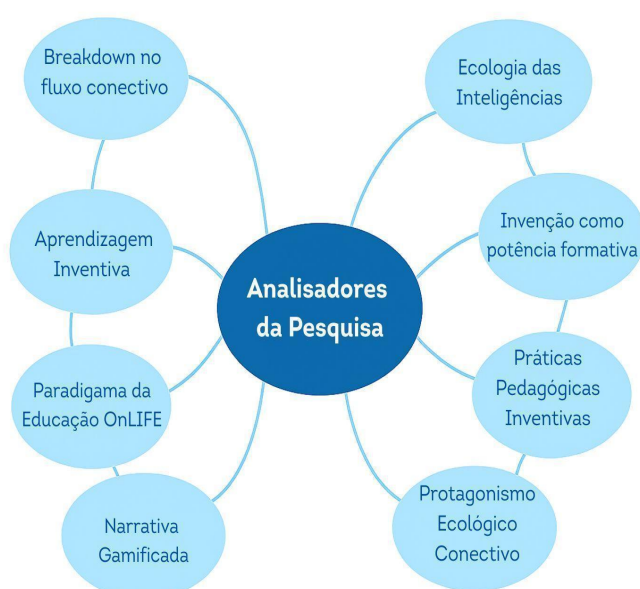 Breakdown no
fluxo conectivo
Aprendizagem
Inventiva
Paradigama da
Educação OnLIFE
Narrativa
Gamificada
Analisadores
da Pesquisa
Ecologia das
Inteligências
Invenção como
potência formativa
Práticas
Pedagógicas
Inventivas
Protagonismo
Ecológico
Conectivo